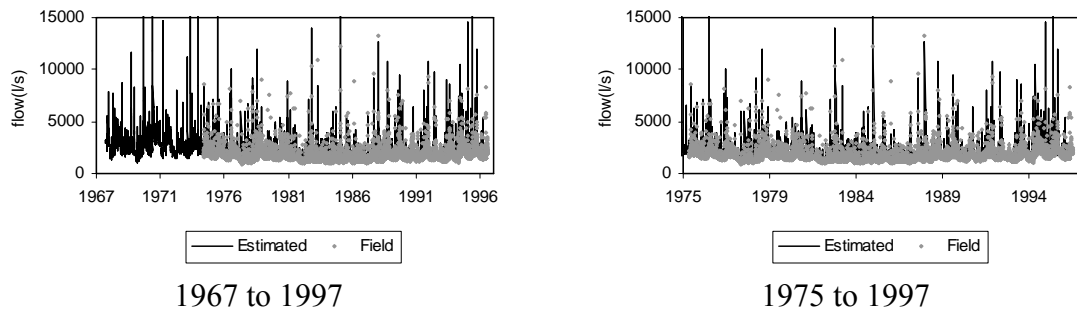 flow(l/s)
15000
10000
5000
0
1967 1971 1976 1981 1986 1991 1996
Estimated Field
1967 to 1997
flow(l/s)
15000
10000
5000
0
1975 1979 1984 1989 1994
Estimated Field
1975 to 1997